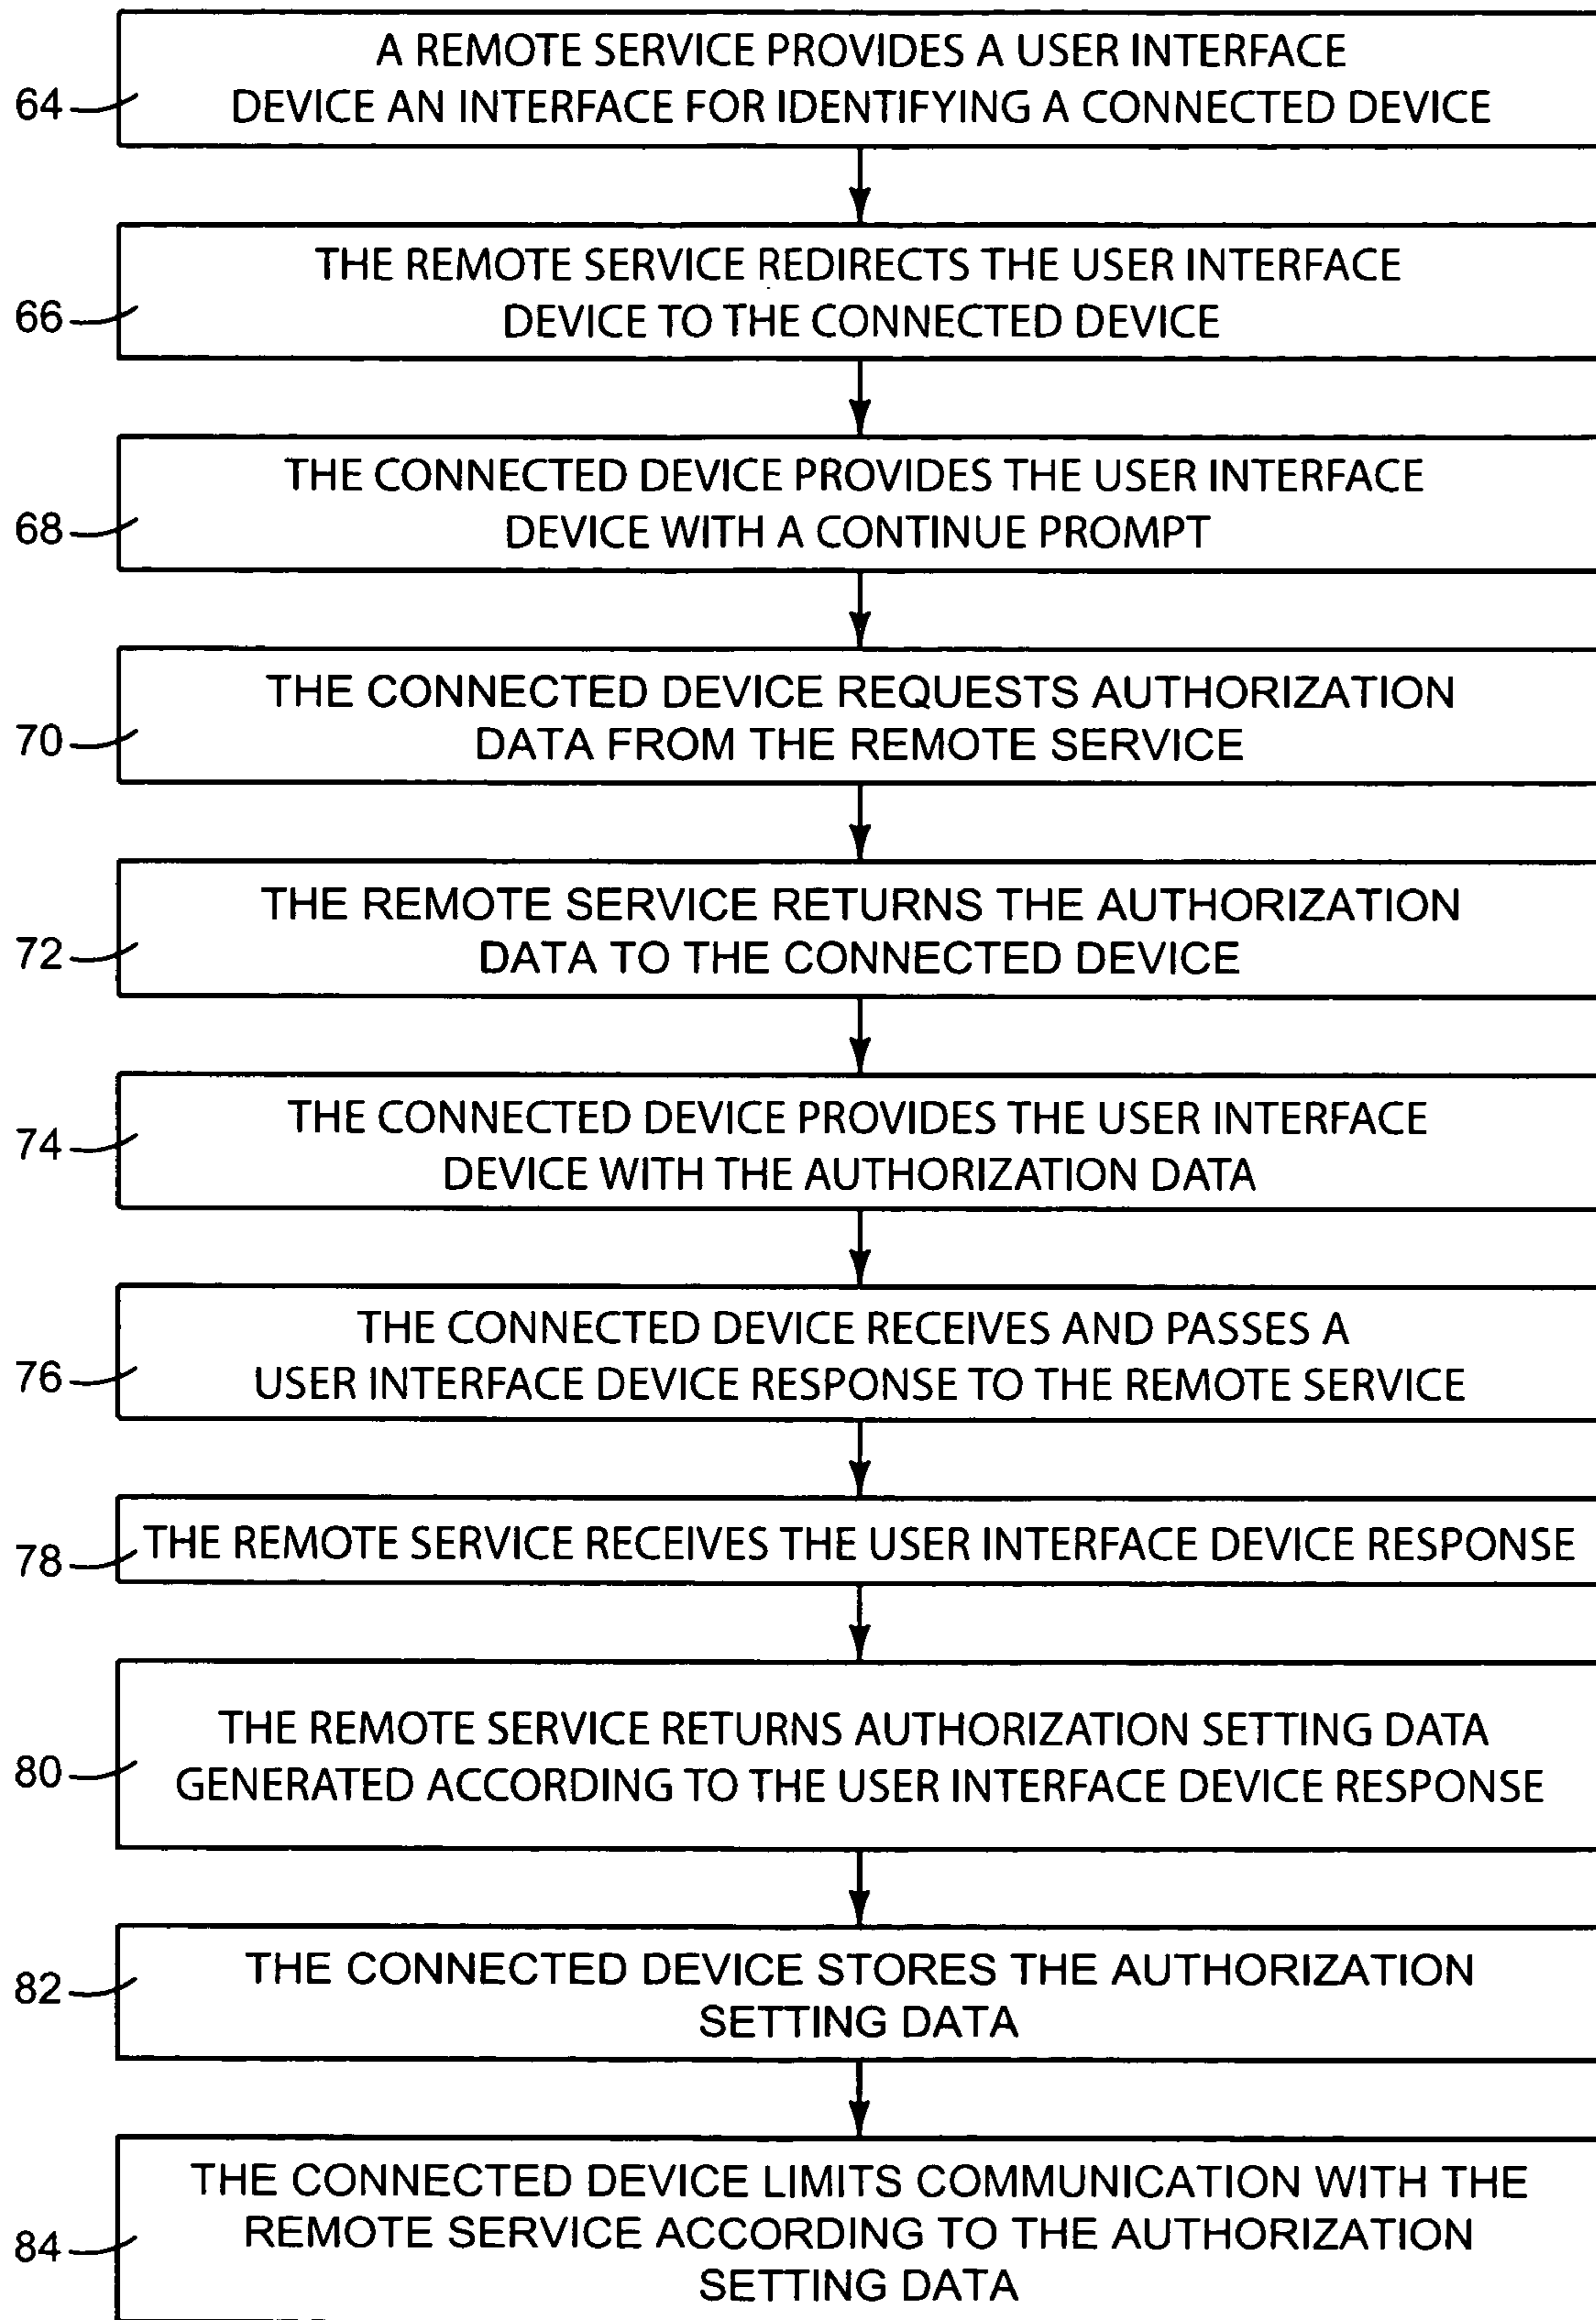 A REMOTE SERVICE PROVIDES A USER INTERFACE
64
DEVICE AN INTERFACE FOR IDENTIFYING A CONNECTED DEVICE
THE REMOTE SERVICE REDIRECTS THE USER INTERFACE
66
DEVICE TO THE CONNECTED DEVICE
THE CONNECTED DEVICE PROVIDES THE USER INTERFACE
68
DEVICE WITH A CONTINUE PROMPT
THE CONNECTED DEVICE REQUESTS AUTHORIZATION
70
DATA FROM THE REMOTE SERVICE
THE REMOTE SERVICE RETURNS THE AUTHORIZATION
72
DATA TO THE CONNECTED DEVICE
THE CONNECTED DEVICE PROVIDES THE USER INTERFACE
74
DEVICE WITH THE AUTHORIZATION DATA
THE CONNECTED DEVICE RECEIVES AND PASSES A
76
USER INTERFACE DEVICE RESPONSE TO THE REMOTE SERVICE
78
THE REMOTE SERVICE RECEIVES THE USER INTERFACE DEVICE RESPONSE
THE REMOTE SERVICE RETURNS AUTHORIZATION SETTING DATA
80
GENERATED ACCORDING TO THE USER INTERFACE DEVICE RESPONSE
THE CONNECTED DEVICE STORES THE AUTHORIZATION
82
SETTING DATA
THE CONNECTED DEVICE LIMITS COMMUNICATION WITH THE
84
REMOTE SERVICE ACCORDING TO THE AUTHORIZATION
SETTING DATA